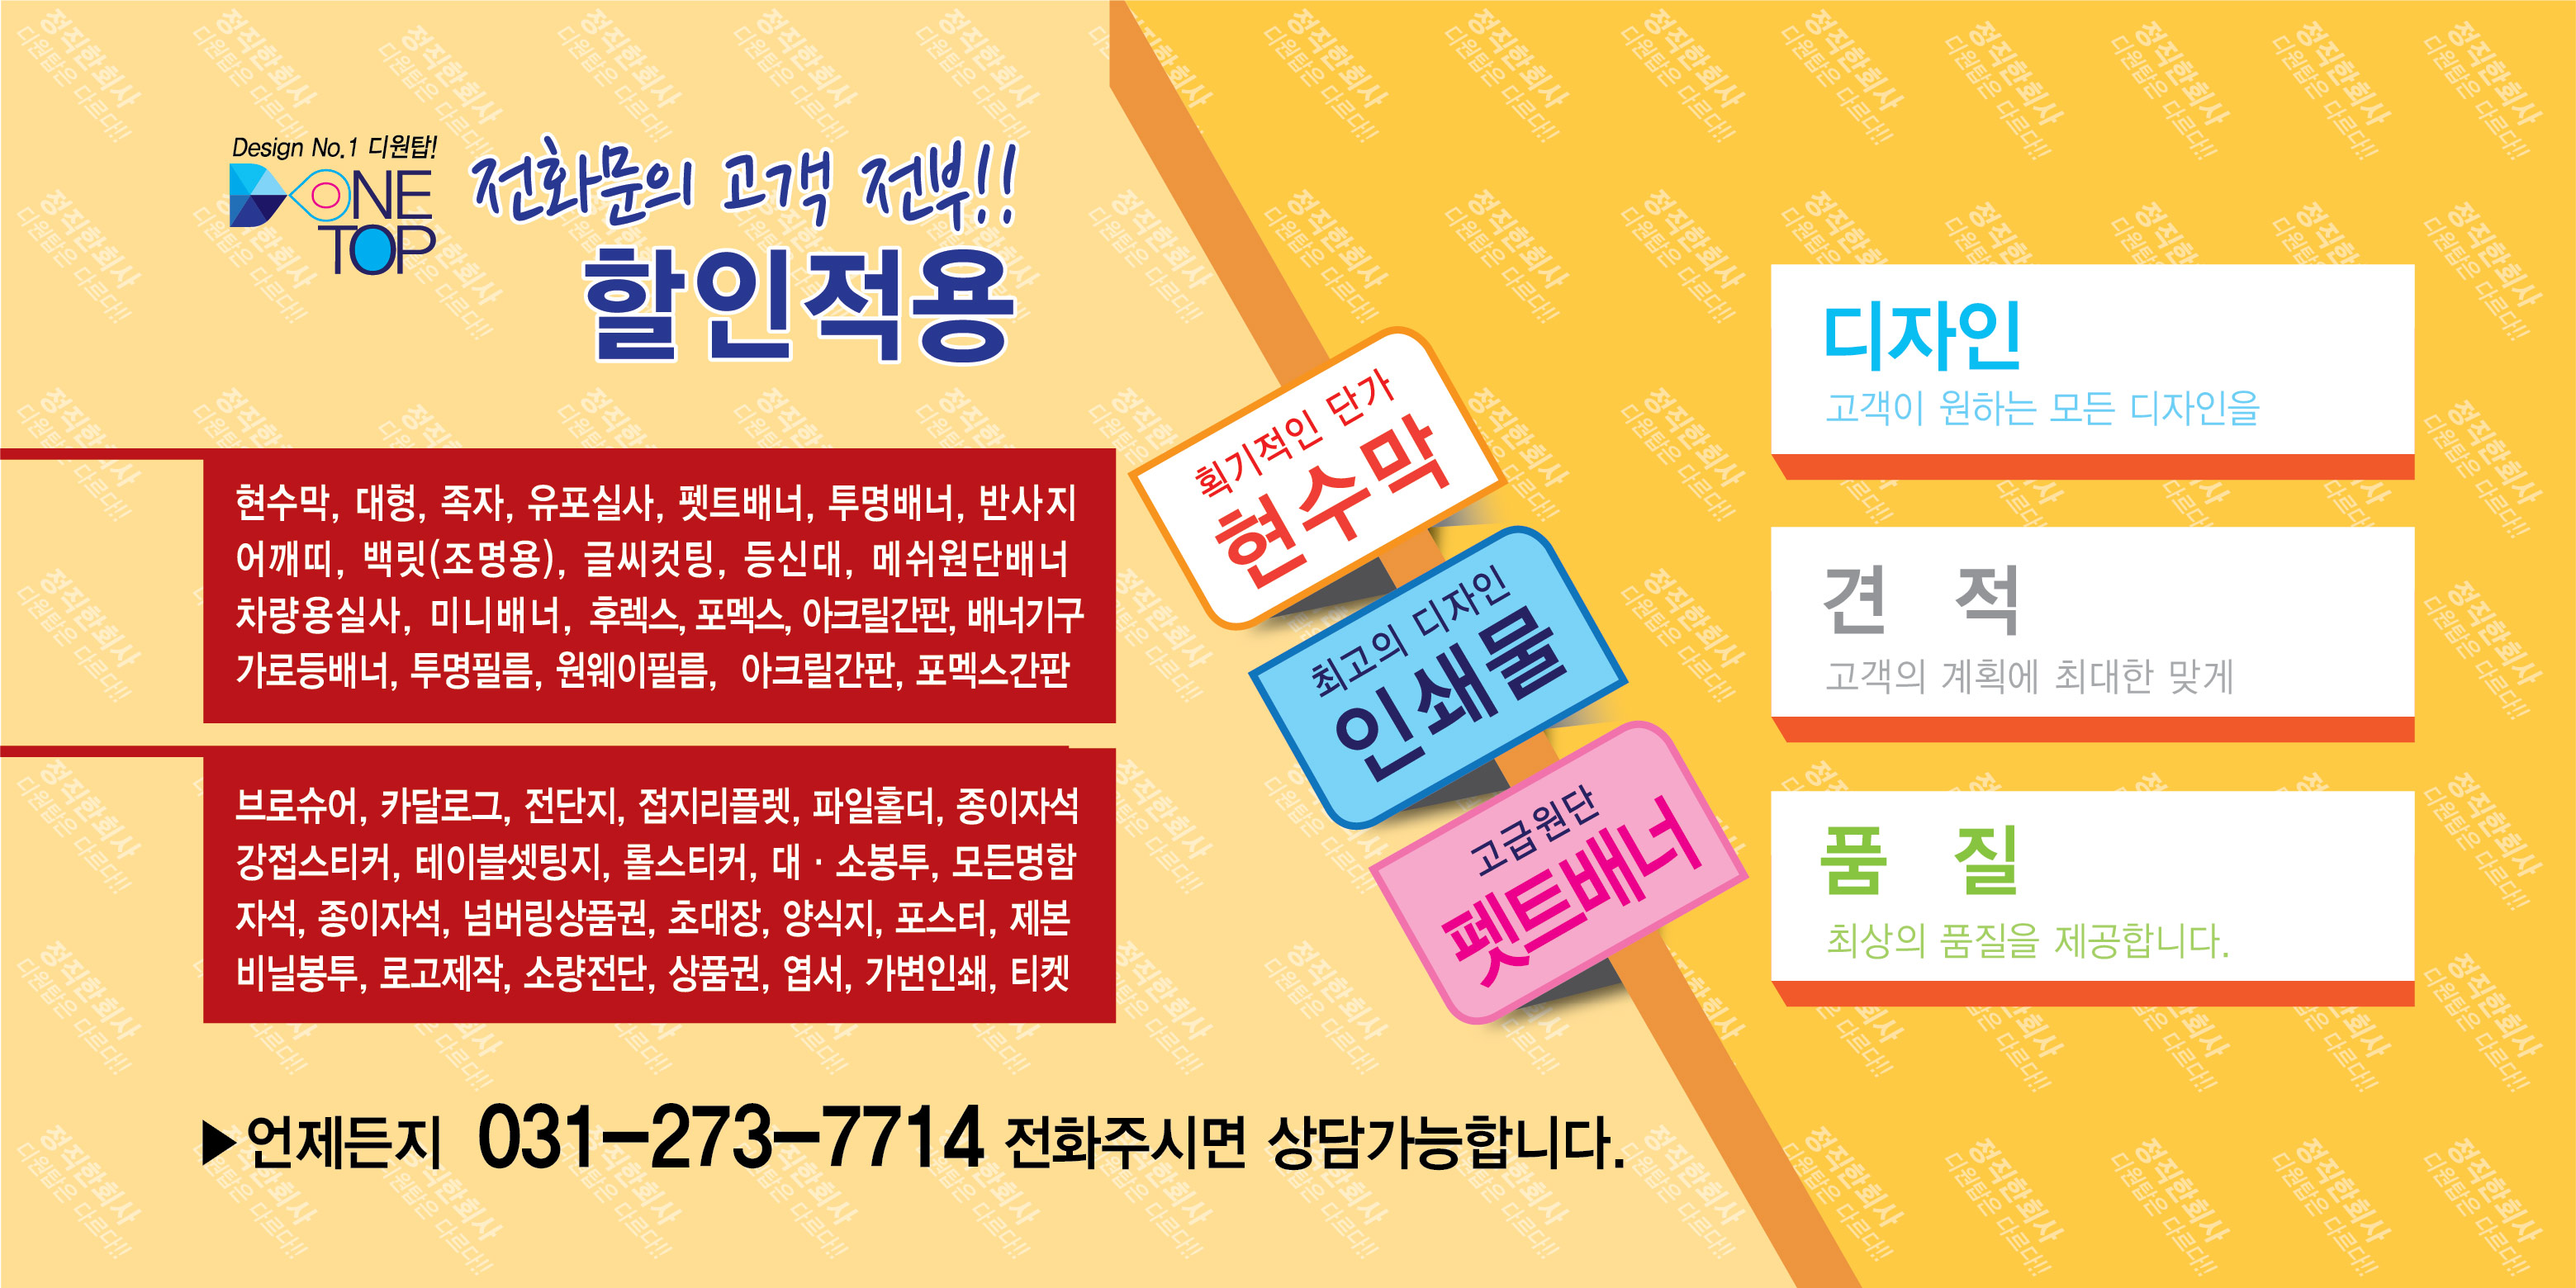 Design No.1 디원탑!
D ONE
TOP
전화문의 고객 전부!!
할인적용
현수막, 대형, 족자, 유포실사, 펫트배너, 투명배너, 반사지
어깨띠, 백릿(조명용), 글씨컷팅, 등신대, 메쉬원단배너
차량용실사, 미니배너, 후렉스, 포멕스, 아크릴간판, 배너기구
가로등배너, 투명필름, 원웨이필름, 아크릴간판, 포멕스간판
브로슈어, 카달로그, 전단지, 접지리플렛, 파일홀더, 종이자석
강접스티커, 테이블셋팅지, 롤스티커, 대 · 소봉투, 모든명함
자석, 종이자석, 넘버링상품권, 초대장, 양식지, 포스터, 제본
비닐봉투, 로고제작, 소량전단, 상품권, 엽서, 가변인쇄, 티켓
▶언제든지 031-273-7714 전화주시면 상담가능합니다.
획기적인 단가
현수막
최고의 디자인
인쇄물
고급원단
펫트배너
디자인
고객이 원하는 모든 디자인을
견 적
고객의 계획에 최대한 맞게
품 질
최상의 품질을 제공합니다.
정직한회사
디원탑은 다르다!!